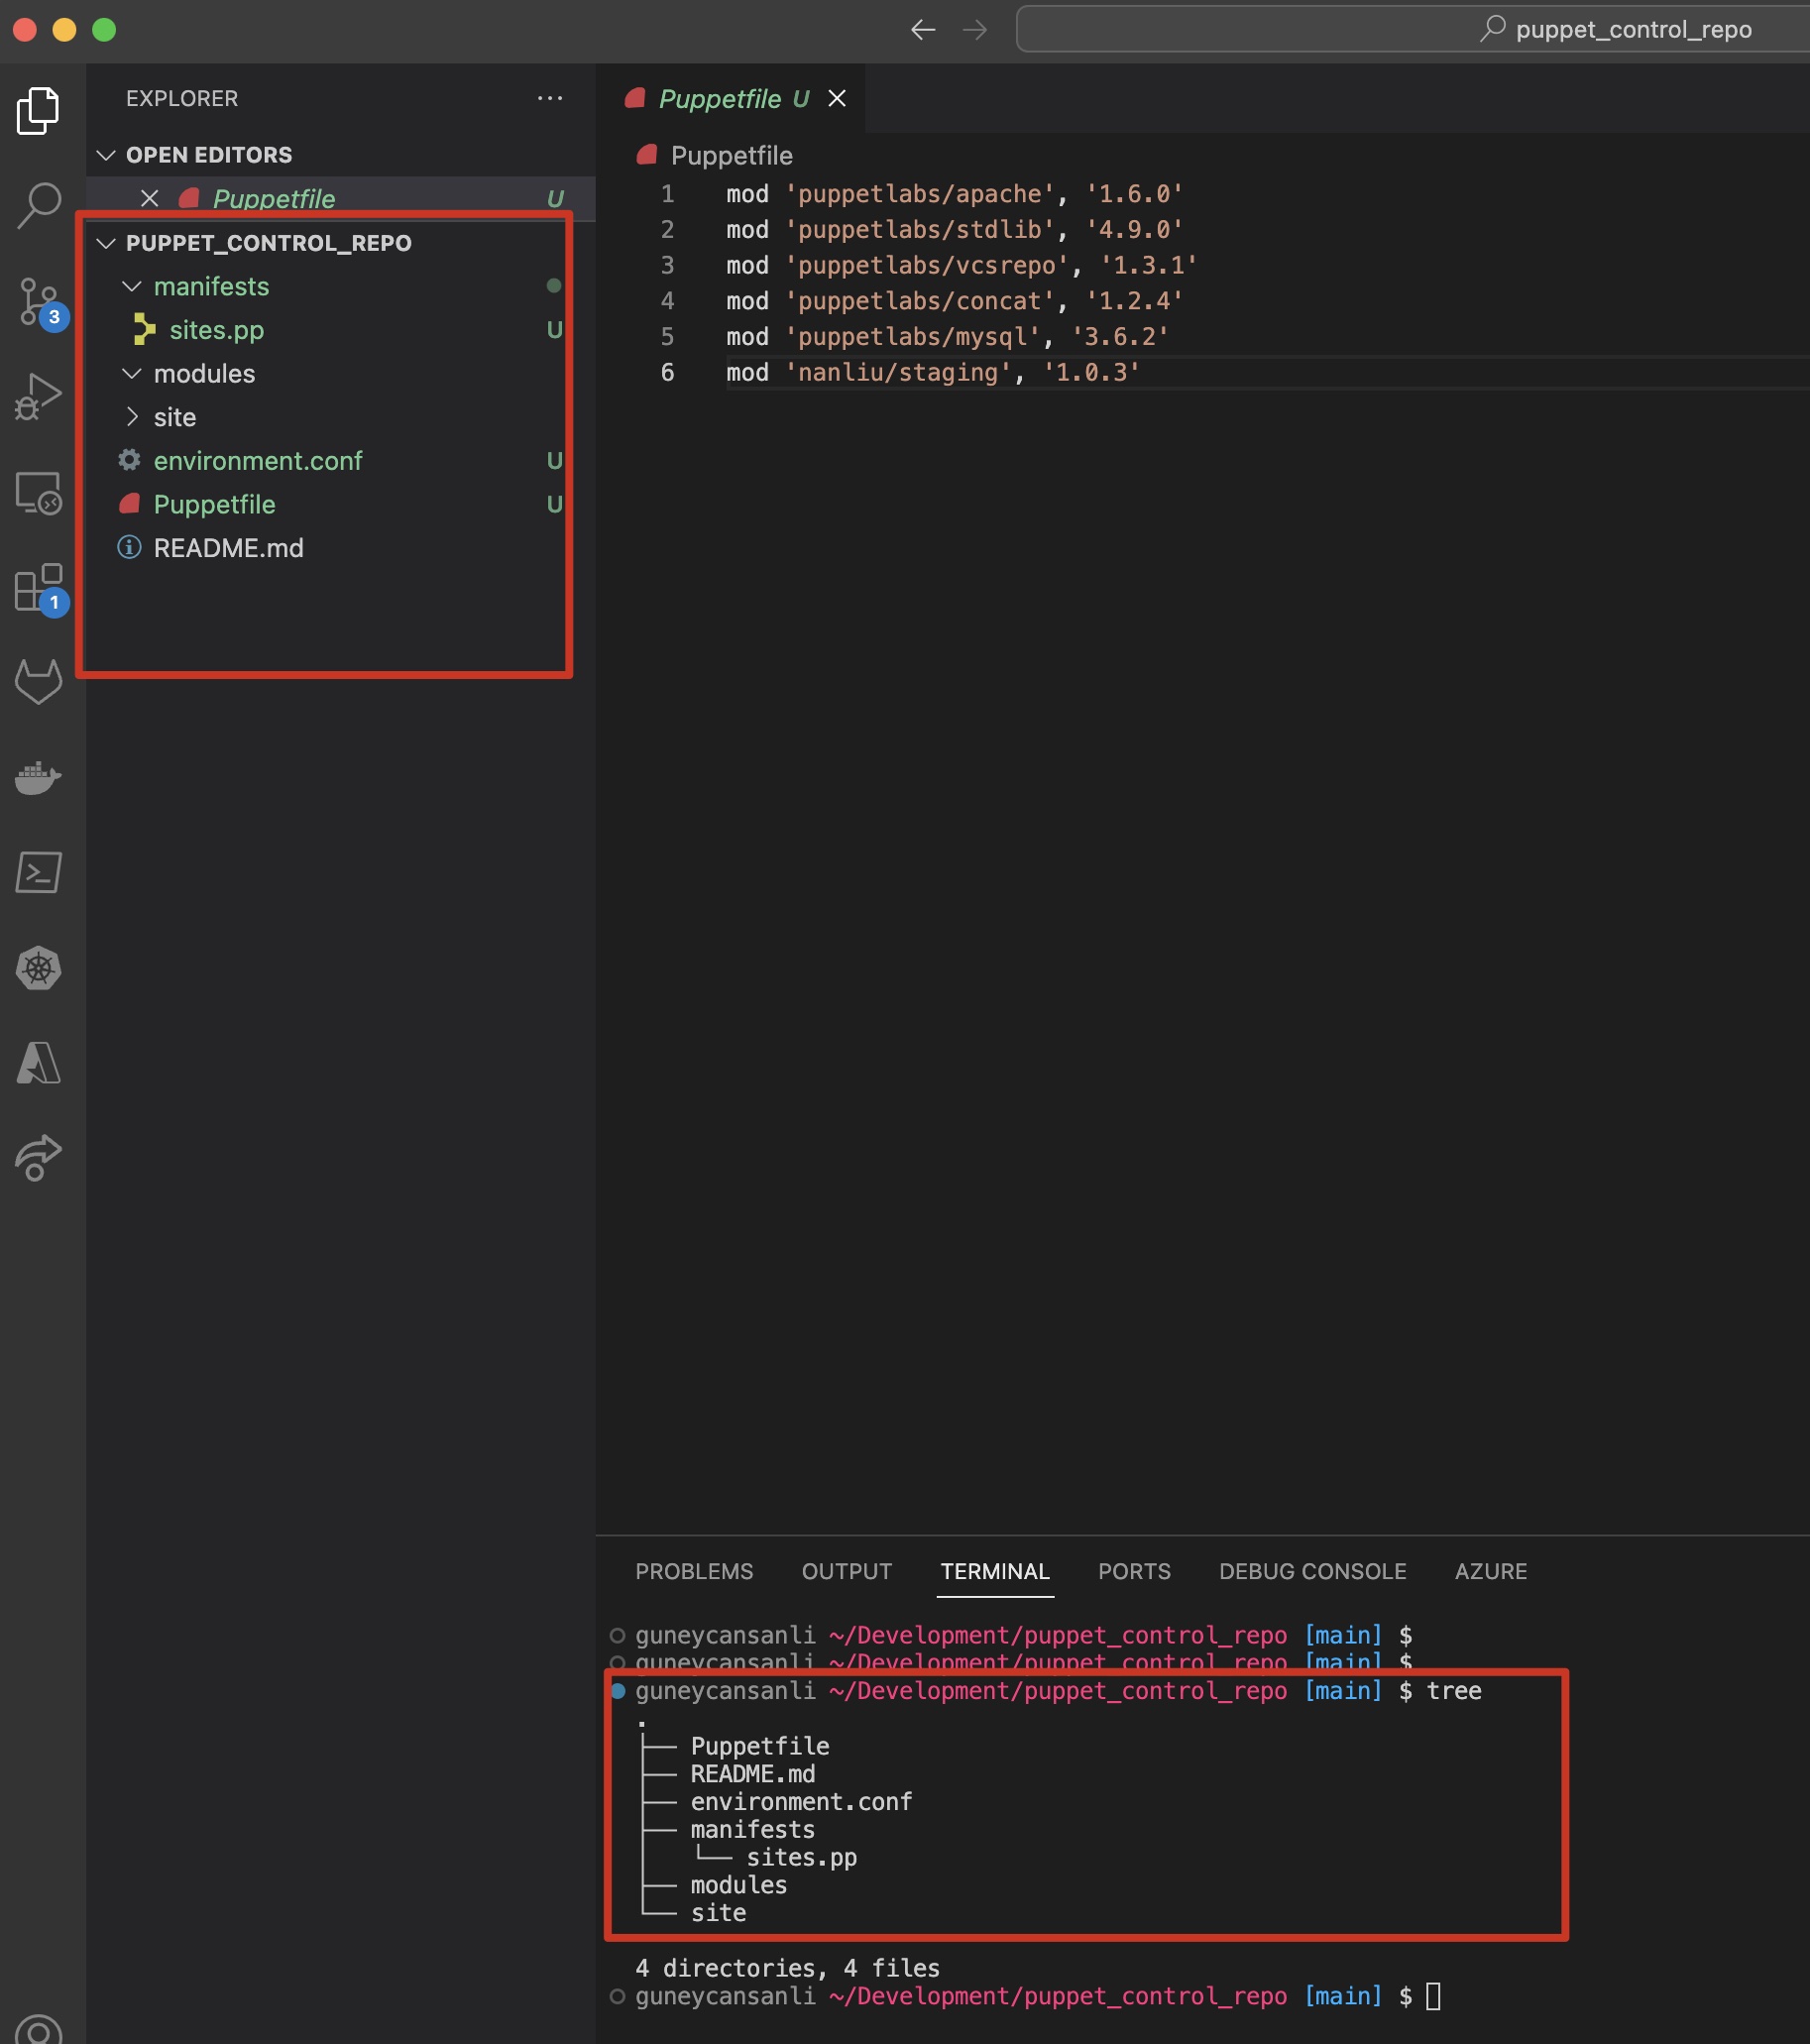 puppet_control_repo
EXPLORER
OPEN EDITORS
Puppetfile U
PUPPET_CONTROL_REPO
manifests
sites.pp U
modules
site
environment.conf U
Puppetfile U
README.md
3
1
Puppetfile U
Puppetfile
1 mod 'puppetlabs/apache', '1.6.0'
2 mod 'puppetlabs/stdlib', '4.9.0'
3 mod 'puppetlabs/vcsrepo', '1.3.1'
4 mod 'puppetlabs/concat', '1.2.4'
5 mod 'puppetlabs/mysql', '3.6.2'
6 mod 'nanliu/staging', '1.0.3'
PROBLEMS OUTPUT TERMINAL PORTS DEBUG CONSOLE AZURE
guneycansanli ~/Development/puppet_control_repo [main] $
guneycansanli ~/Development/puppet_control_repo [main] $
guneycansanli ~/Development/puppet_control_repo [main] $ tree
.
├── Puppetfile
├── README.md
├── environment.conf
├── manifests
│   └── sites.pp
├── modules
└── site
4 directories, 4 files
guneycansanli ~/Development/puppet_control_repo [main] $